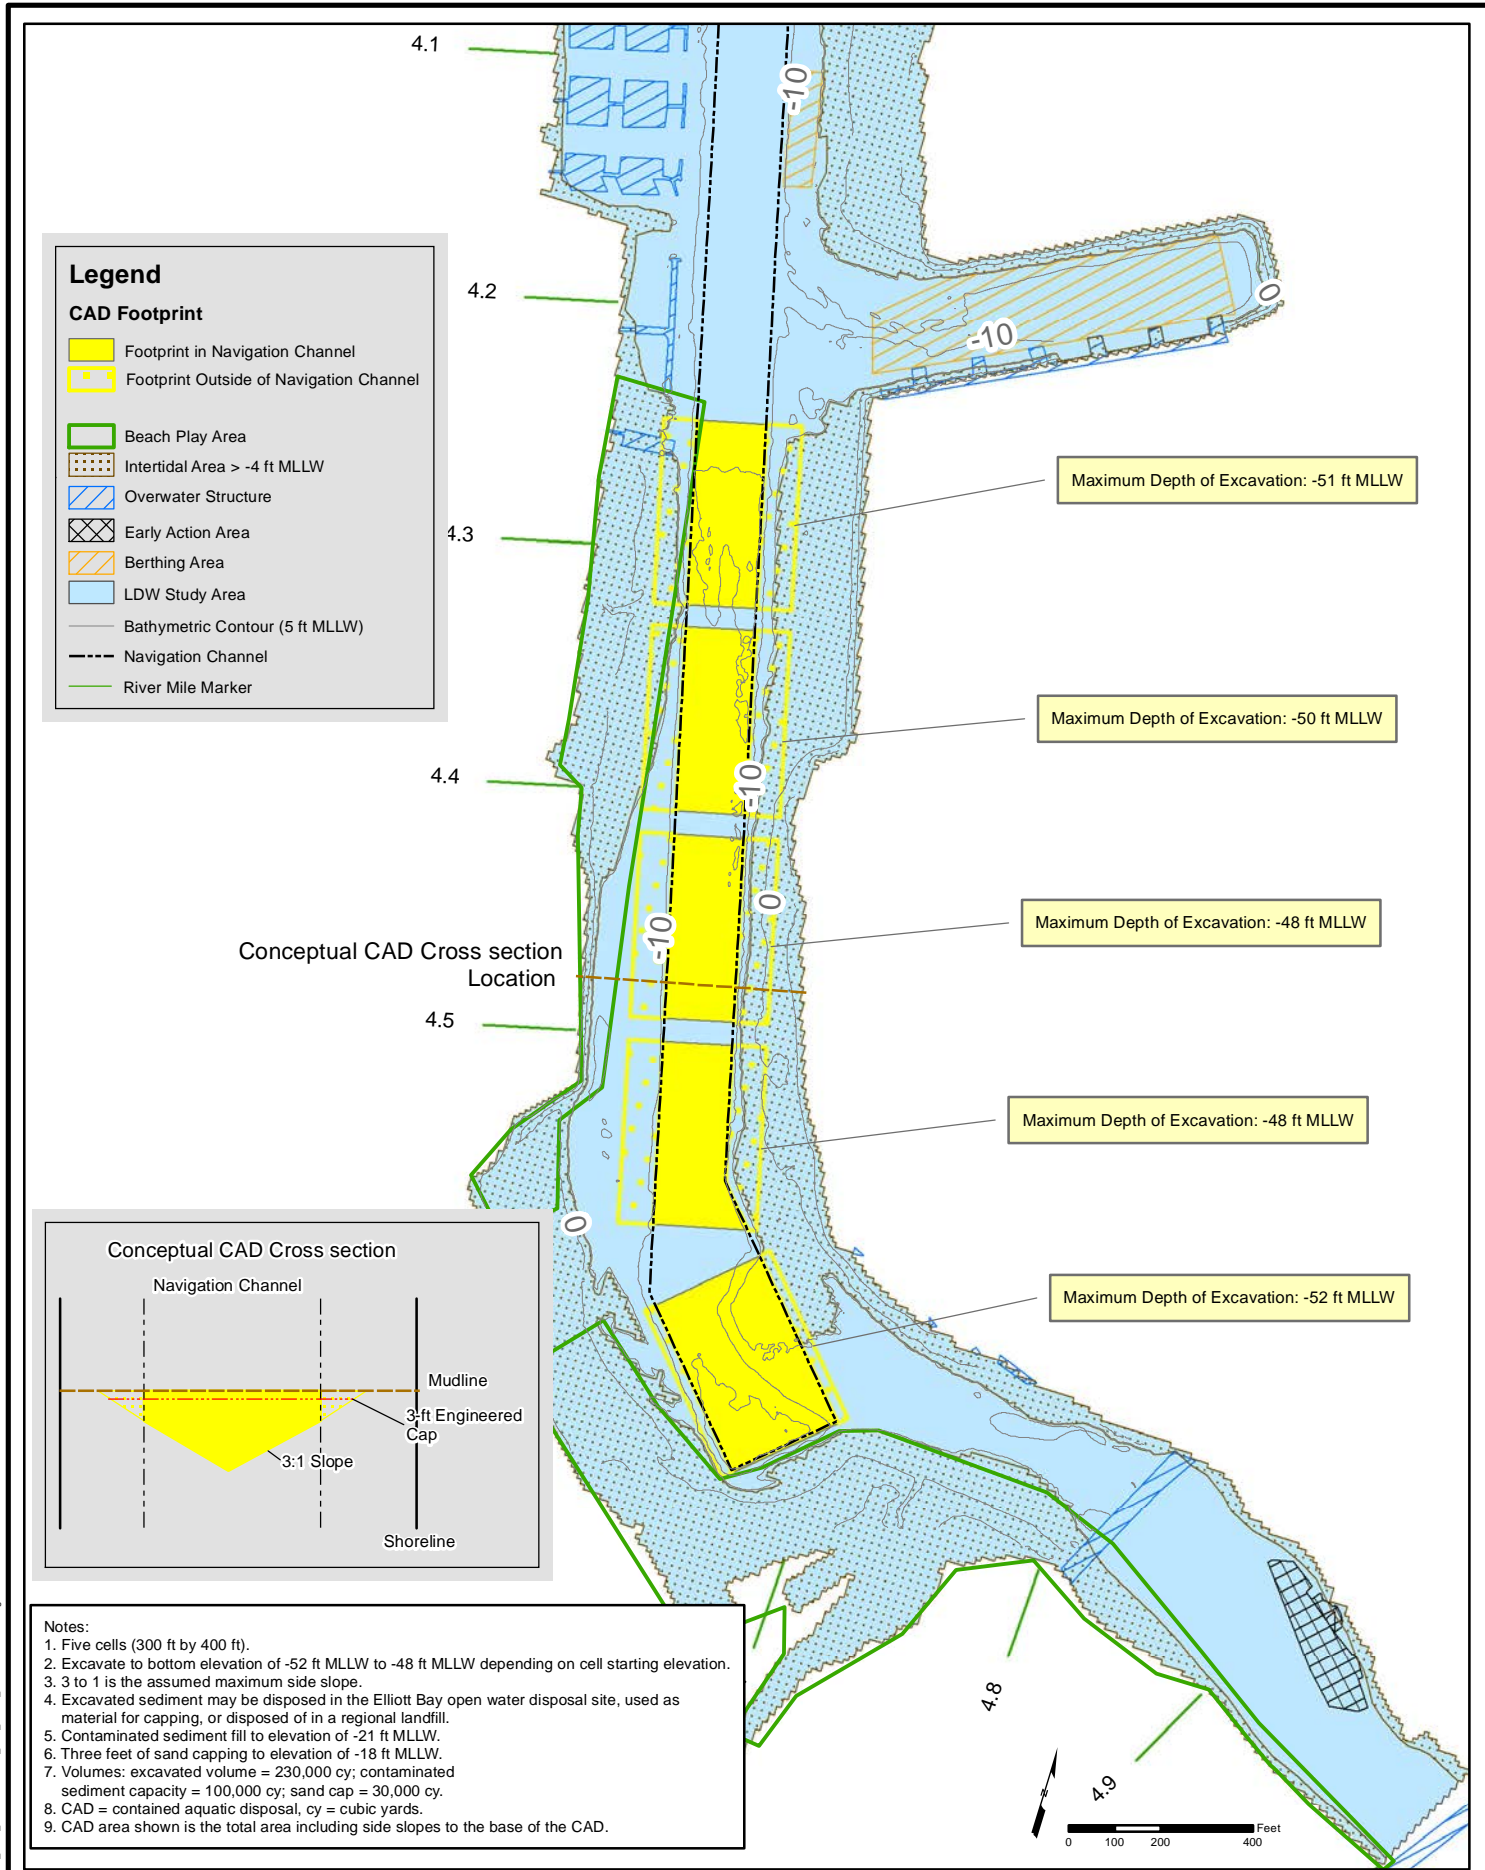 4.1
-10
Legend
CAD Footprint
Footprint in Navigation Channel
Footprint Outside of Navigation Channel
Beach Play Area
Intertidal Area > -4 ft MLLW
Overwater Structure
Early Action Area
Berthing Area
LDW Study Area
Bathymetric Contour (5 ft MLLW)
Navigation Channel
River Mile Marker
4.2
0
-10
Maximum Depth of Excavation: -51 ft MLLW
4.3
Maximum Depth of Excavation: -50 ft MLLW
4.4
-10
0
Maximum Depth of Excavation: -48 ft MLLW
-10
Conceptual CAD Cross section
Location
4.5
Maximum Depth of Excavation: -48 ft MLLW
0
Maximum Depth of Excavation: -52 ft MLLW
Conceptual CAD Cross section
Navigation Channel
Mudline
3-ft Engineered
Cap
3:1 Slope
Shoreline
Notes:
1. Five cells (300 ft by 400 ft).
2. Excavate to bottom elevation of -52 ft MLLW to -48 ft MLLW depending on cell starting elevation.
3. 3 to 1 is the assumed maximum side slope.
4. Excavated sediment may be disposed in the Elliott Bay open water disposal site, used as
material for capping, or disposed of in a regional landfill.
5. Contaminated sediment fill to elevation of -21 ft MLLW.
6. Three feet of sand capping to elevation of -18 ft MLLW.
7. Volumes: excavated volume = 230,000 cy; contaminated
sediment capacity = 100,000 cy; sand cap = 30,000 cy.
8. CAD = contained aquatic disposal, cy = cubic yards.
9. CAD area shown is the total area including side slopes to the base of the CAD.
4.8
4.9
Feet
0 100 200 400